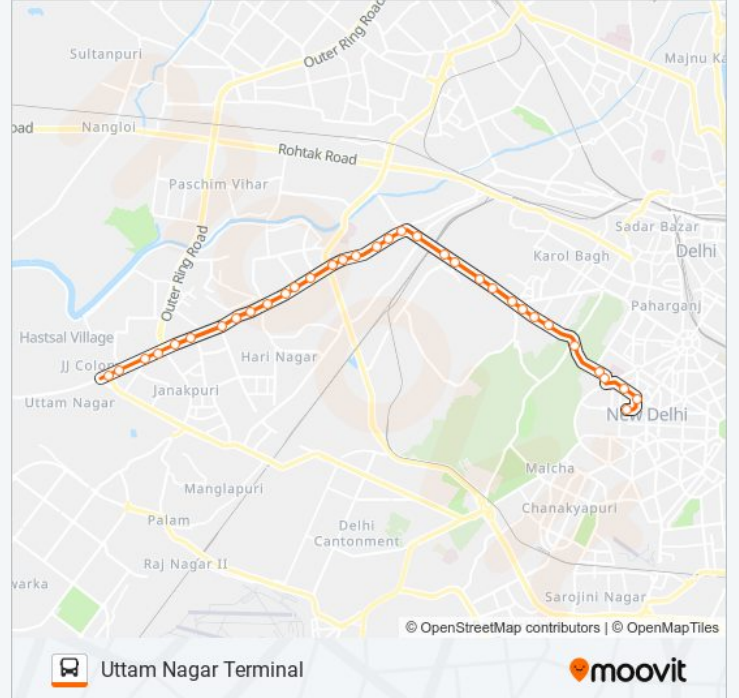 Outer Ring Road
Sultanpuri
Majnu Ka
oad
Nangloi
Rohtak Road
Paschim Vihar
Sadar Bazar
Karol Bagh
Delhi
Outer Ring Road
Paharganj
Hastsal Village
JJ Colon
Hari Nagar
Uttam Nagar
Janakpuri
New Delhi
Malcha
Manglapuri
Chanakyapuri
Palam
Delhi
Cantonment
Raj Nagar II
warka
Sarojini Nagar
© OpenStreetMap contributors | © OpenMapTiles
Uttam Nagar Terminal
moovit